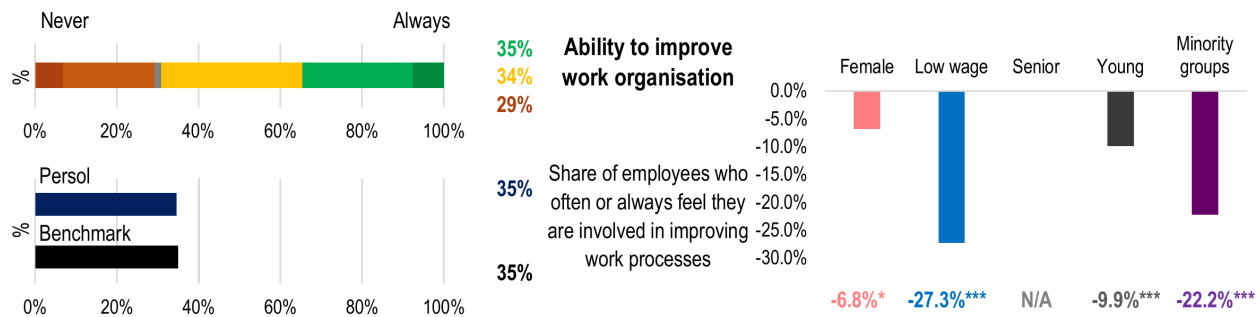 Never
Always
%
0%
20%
40%
60%
80%
100%
35%
34%
29%
Ability to improve
work organisation
Persol
Benchmark
%
0%
20%
40%
60%
80%
100%
35%
35%
Share of employees who
often or always feel they
are involved in improving
work processes
Female
Low wage
Senior
Young
Minority
groups
0.0%
-5.0%
-10.0%
-15.0%
-20.0%
-25.0%
-30.0%
-6.8%*
-27.3%***
N/A
-9.9%***
-22.2%***